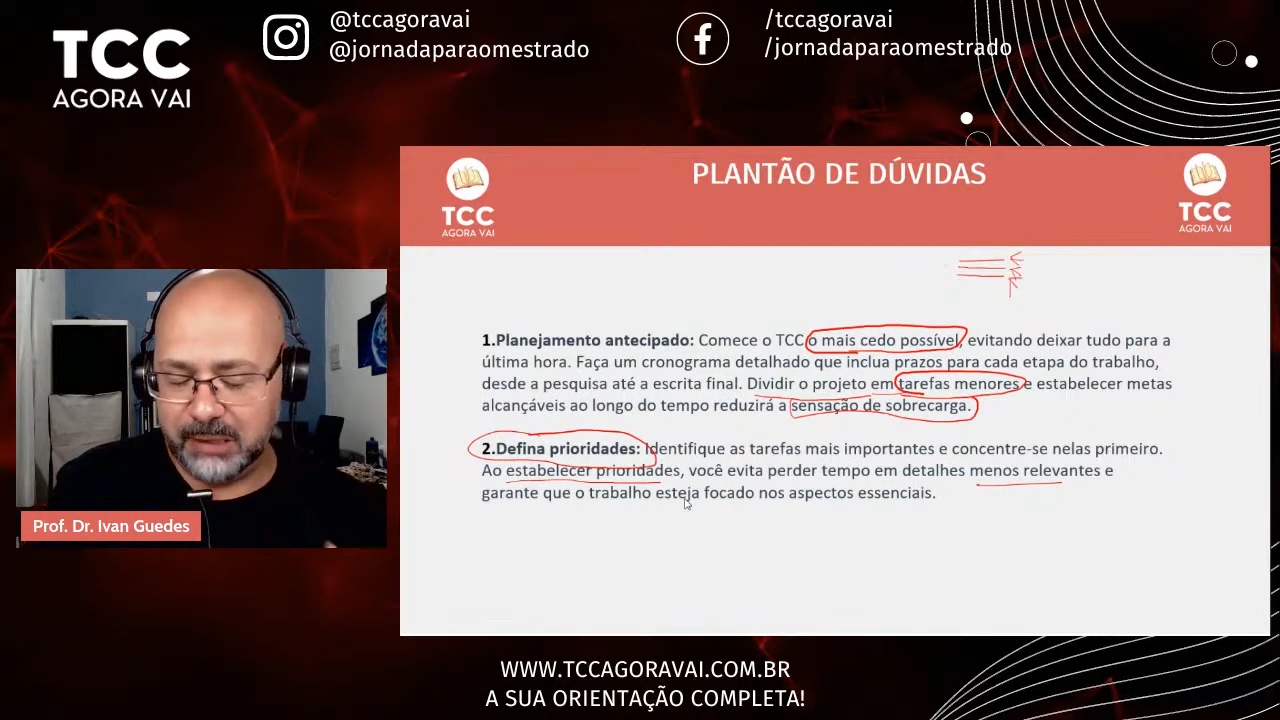 TCC
AGORA VAI
@tccagoravai
@jornadaparaomestrado
/tccagoravai
/jornadaparaomestrado
TCC
AGORA VAI
PLANTÃO DE DÚVIDAS
TCC
AGORA VAI
1.Planejamento antecipado: Comece o TCC o mais cedo possível, evitando deixar tudo para a
última hora. Faça um cronograma detalhado que inclua prazos para cada etapa do trabalho,
desde a pesquisa até a escrita final. Dividir o projeto em tarefas menores e estabelecer metas
alcançáveis ao longo do tempo reduzirá a sensação de sobrecarga.
2.Defina prioridades: Identifique as tarefas mais importantes e concentre-se nelas primeiro.
Ao estabelecer prioridades, você evita perder tempo em detalhes menos relevantes e
garante que o trabalho esteja focado nos aspectos essenciais.
Prof. Dr. Ivan Guedes
WWW.TCCAGORAVAI.COM.BR
A SUA ORIENTAÇÃO COMPLETA!